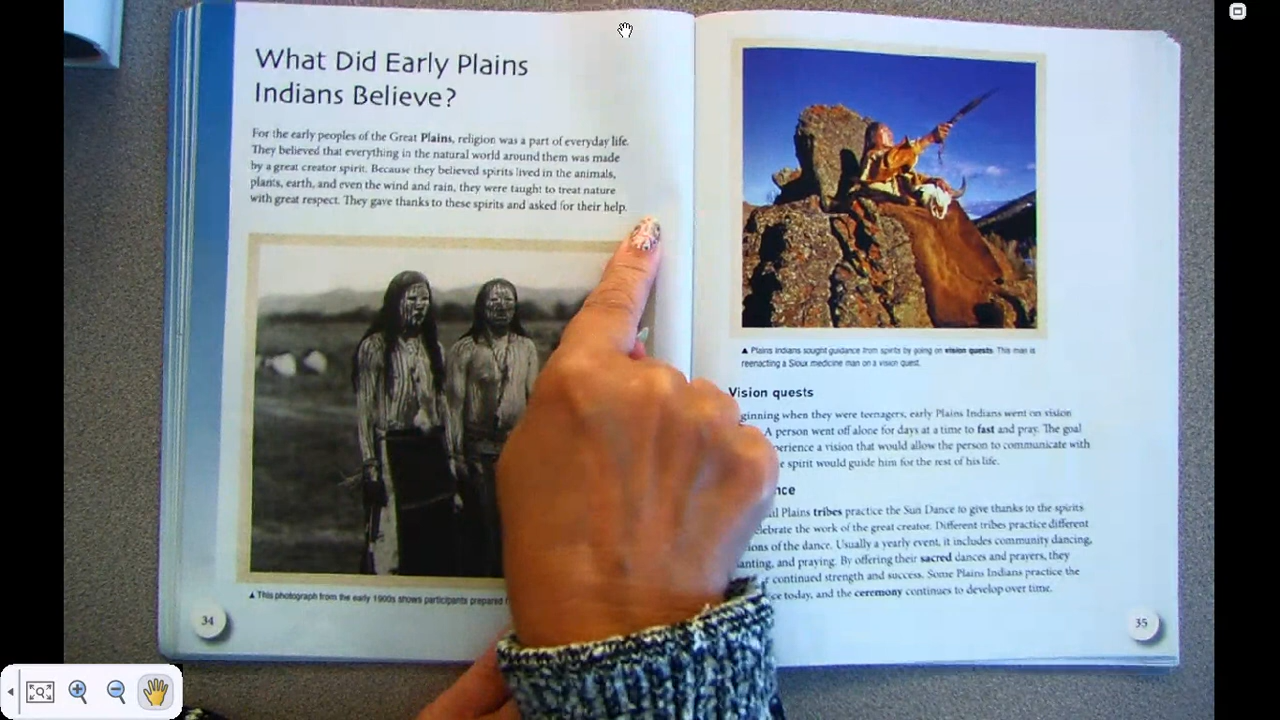 What Did Early Plains
Indians Believe?
For the early peoples of the Great Plains, religion was a part of everyday life.
They believed that everything in the natural world around them was made
by a great creator spirit. Because they believed spirits lived in the animals,
plants, earth, and even the wind and rain, they were taught to treat nature
with great respect. They gave thanks to these spirits and asked for their help.
▲ This photograph from the early 1900s shows participants prepared
34
▲ Plains Indians sought guidance from spirits by going on vision quests. This man is
reenacting a Sioux medicine man on a vision quest.
Vision quests
ginning when they were teenagers, early Plains Indians went on vision
A person went off alone for days at a time to fast and pray. The goal
perience a vision that would allow the person to communicate with
e spirit would guide him for the rest of his life.
nce
Plains tribes practice the Sun Dance to give thanks to the spirits
lebrate the work of the great creator. Different tribes practice different
ions of the dance. Usually a yearly event, it includes community dancing,
anting, and praying. By offering their sacred dances and prayers, they
r continued strength and success. Some Plains Indians practice the
ce today, and the ceremony continues to develop over time.
35